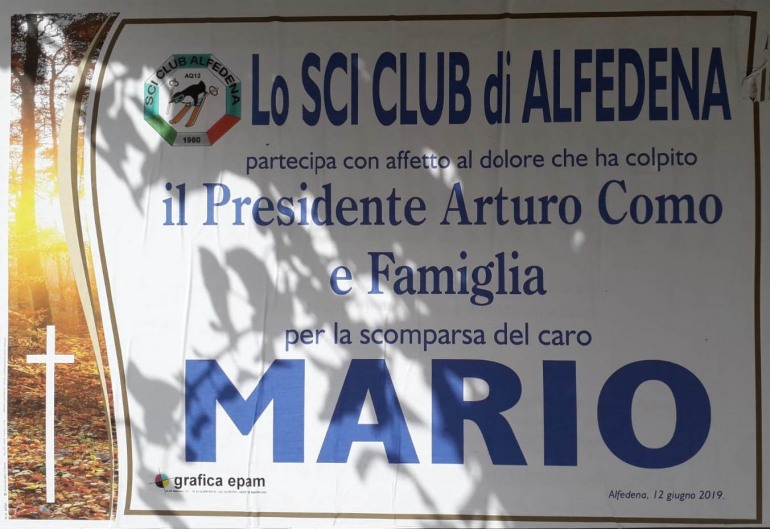 SCI CLUB ALFEDENA
AQ12
1980
Lo SCI CLUB di ALFEDENA
partecipa con affetto al dolore che ha colpito
il Presidente Arturo Como
e Famiglia
per la scomparsa del caro
MARIO
grafica epam
Alfedena, 12 giugno 2019.